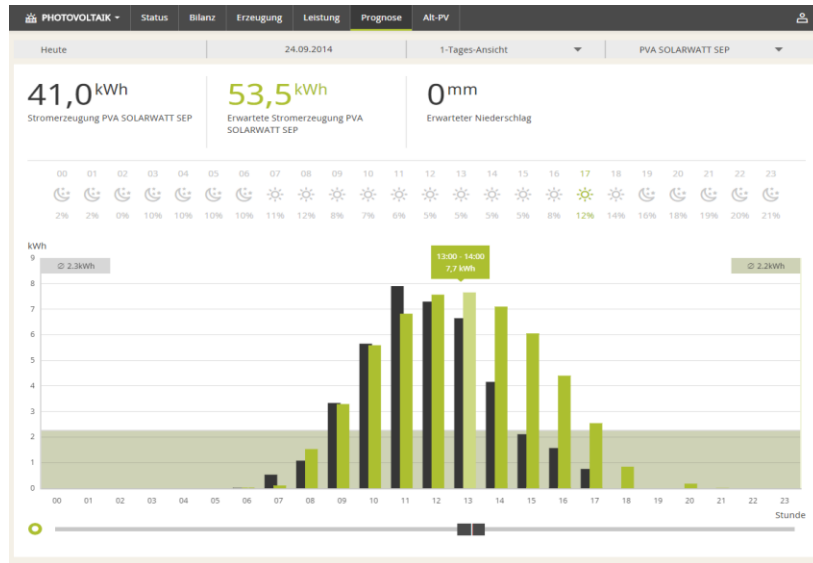 PHOTOVOLTAIK Status Bilanz Erzeugung Leistung Prognose Alt-PV
Heute 24.09.2014 1-Tages-Ansicht PVA SOLARWATT SEP
41,0 kWh 53,5 kWh 0 mm
Stromerzeugung PVA SOLARWATT SEP Erwartete Stromerzeugung PVA Erwarteter Niederschlag
SOLARWATT SEP
00 01 02 03 04 05 06 07 08 09 10 11 12 13 14 15 16 17 18 19 20 21 22 23
2% 2% 0% 10% 10% 10% 10% 11% 12% 8% 7% 6% 5% 5% 5% 5% 8% 12% 14% 16% 18% 19% 20% 21%
kWh
9
13:00 - 14:00
7,7 kWh
∅ 2.3kWh ∅ 2.2kWh
8
7
6
5
4
3
2
1
0
00 01 02 03 04 05 06 07 08 09 10 11 12 13 14 15 16 17 18 19 20 21 22 23
Stunde